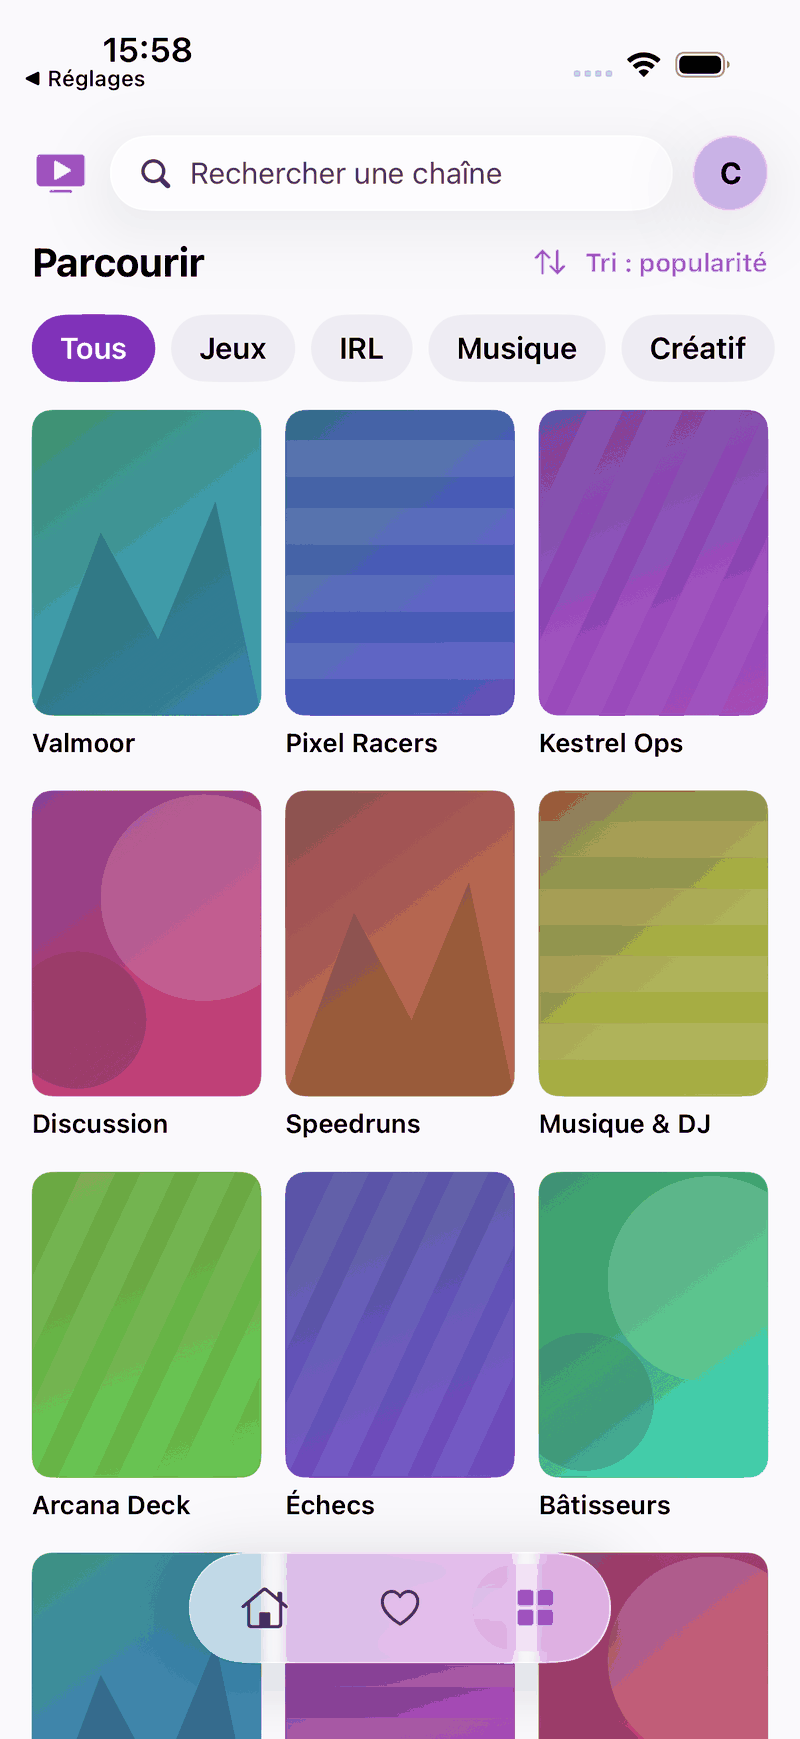 15:58
◀ Réglages
Rechercher une chaîne
C
Parcourir
Tri : popularité
Tous
Jeux
IRL
Musique
Créatif
Valmoor
Pixel Racers
Kestrel Ops
Discussion
Speedruns
Musique & DJ
Arcana Deck
Échecs
Bâtisseurs